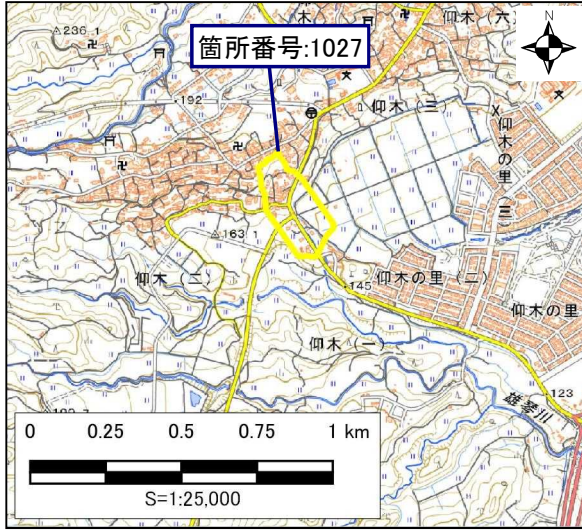 236.1
仰木(六)
N
箇所番号:1027
192
仰木(三)
仰木の里(三)
163.1
仰木(二)
145
仰木の里(二)
仰木の里
仰木(一)
123
雄琴川
0 0.25 0.5 0.75 1 km
S=1:25,000